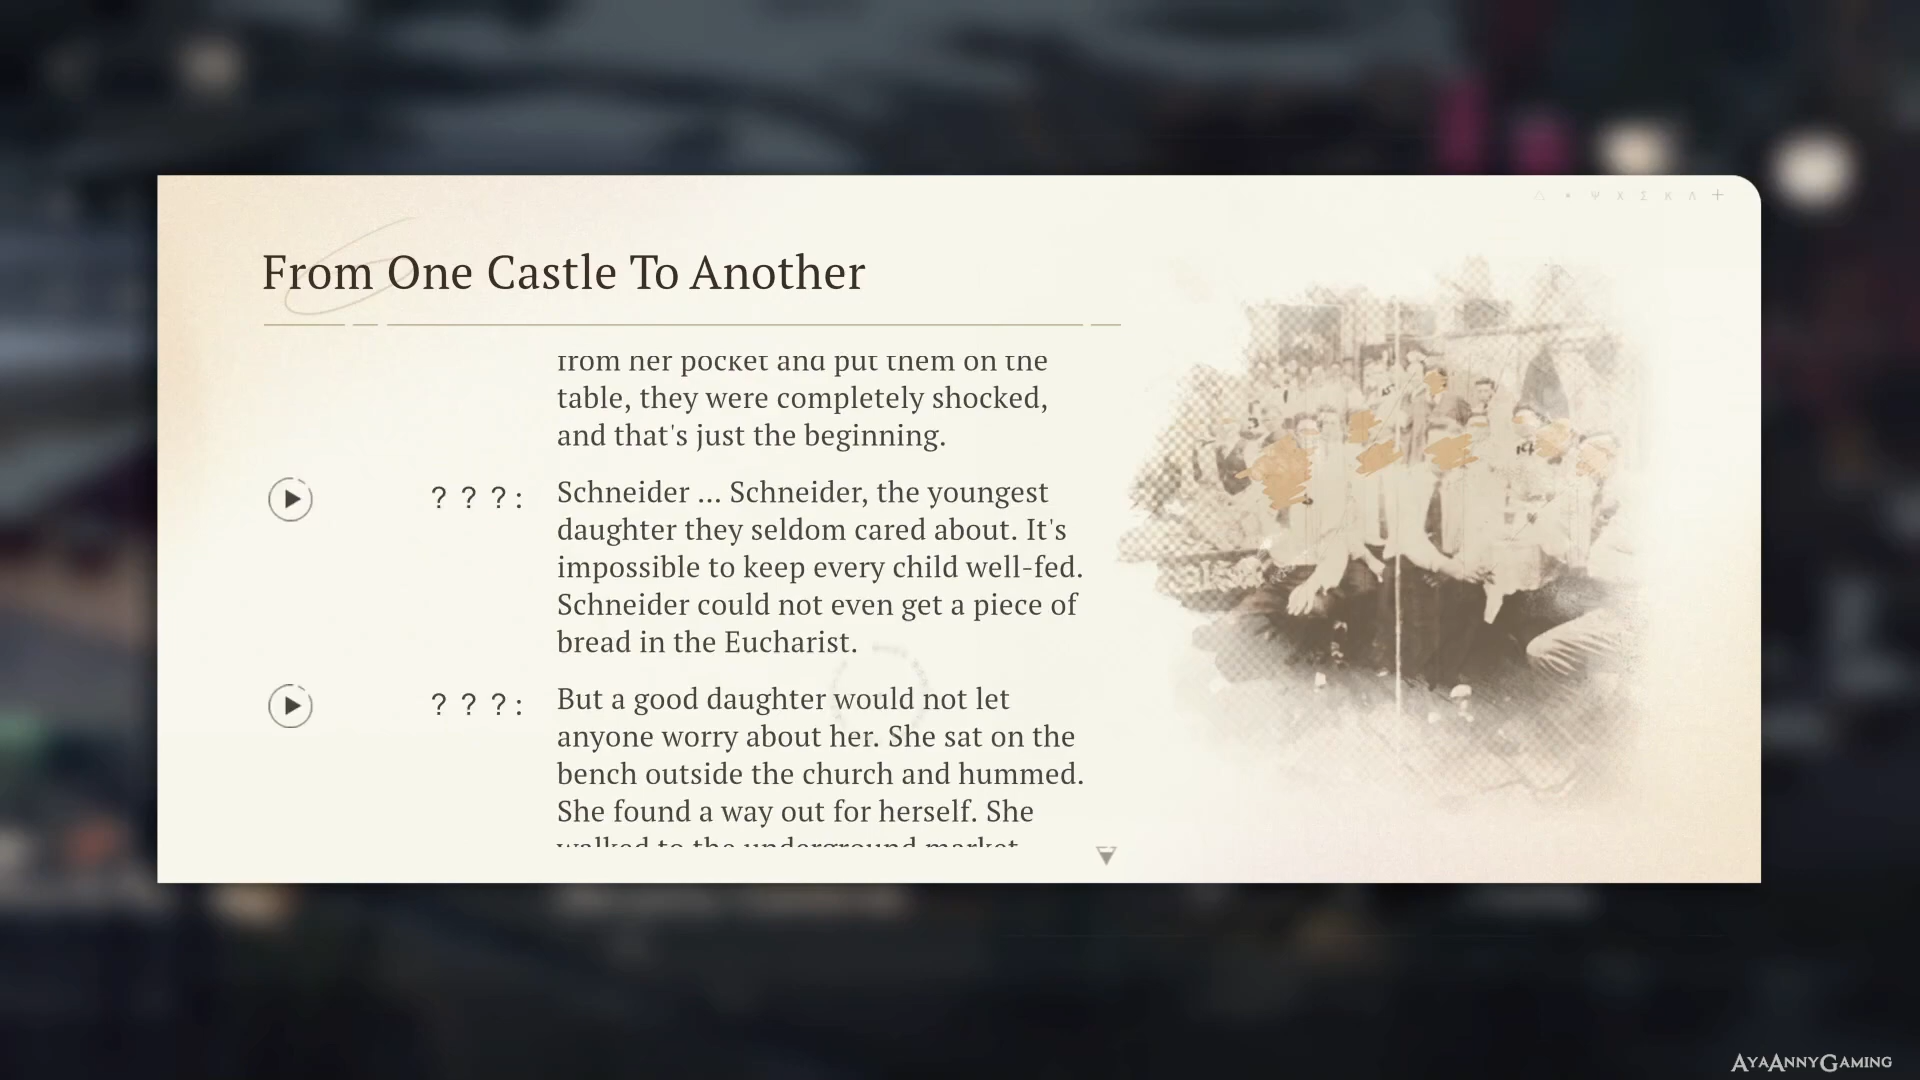 From One Castle To Another
from her pocket and put them on the
table, they were completely shocked,
and that's just the beginning.
? ? ? :
Schneider ... Schneider, the youngest
daughter they seldom cared about. It's
impossible to keep every child well-fed.
Schneider could not even get a piece of
bread in the Eucharist.
? ? ? :
But a good daughter would not let
anyone worry about her. She sat on the
bench outside the church and hummed.
She found a way out for herself. She
walked to the underground market
AYAANNYGAMING